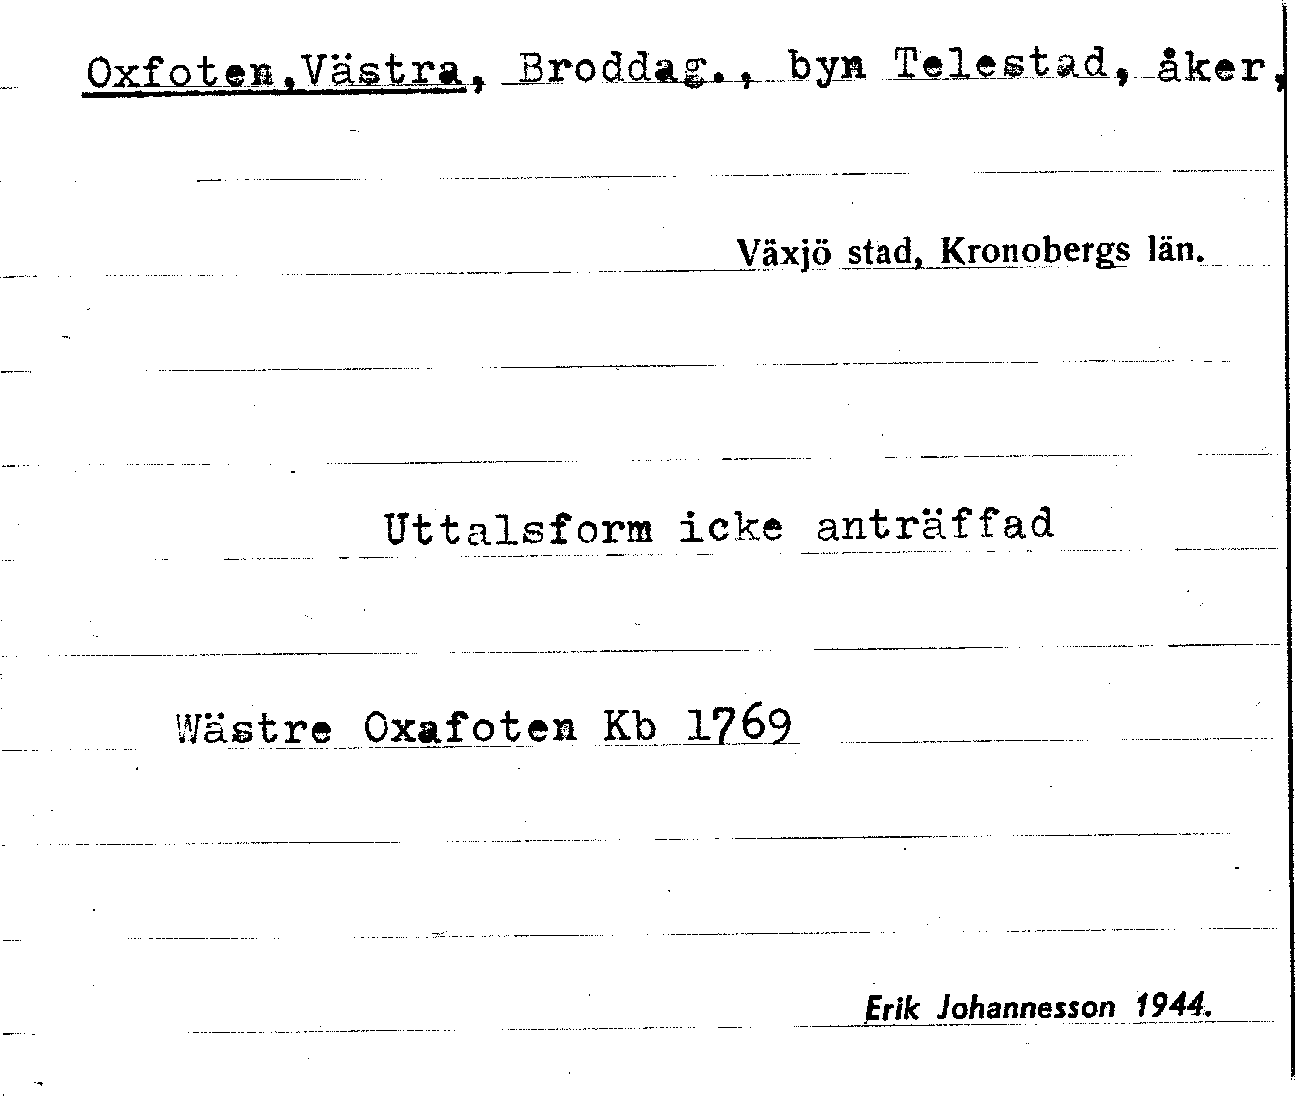 Oxfoten,Västra, Broddag., byn Telestad, åker,
Växjö stad, Kronobergs län.
Uttalsform icke anträffad
Wästre Oxafoten Kb 1769
Erik Johannesson 1944.